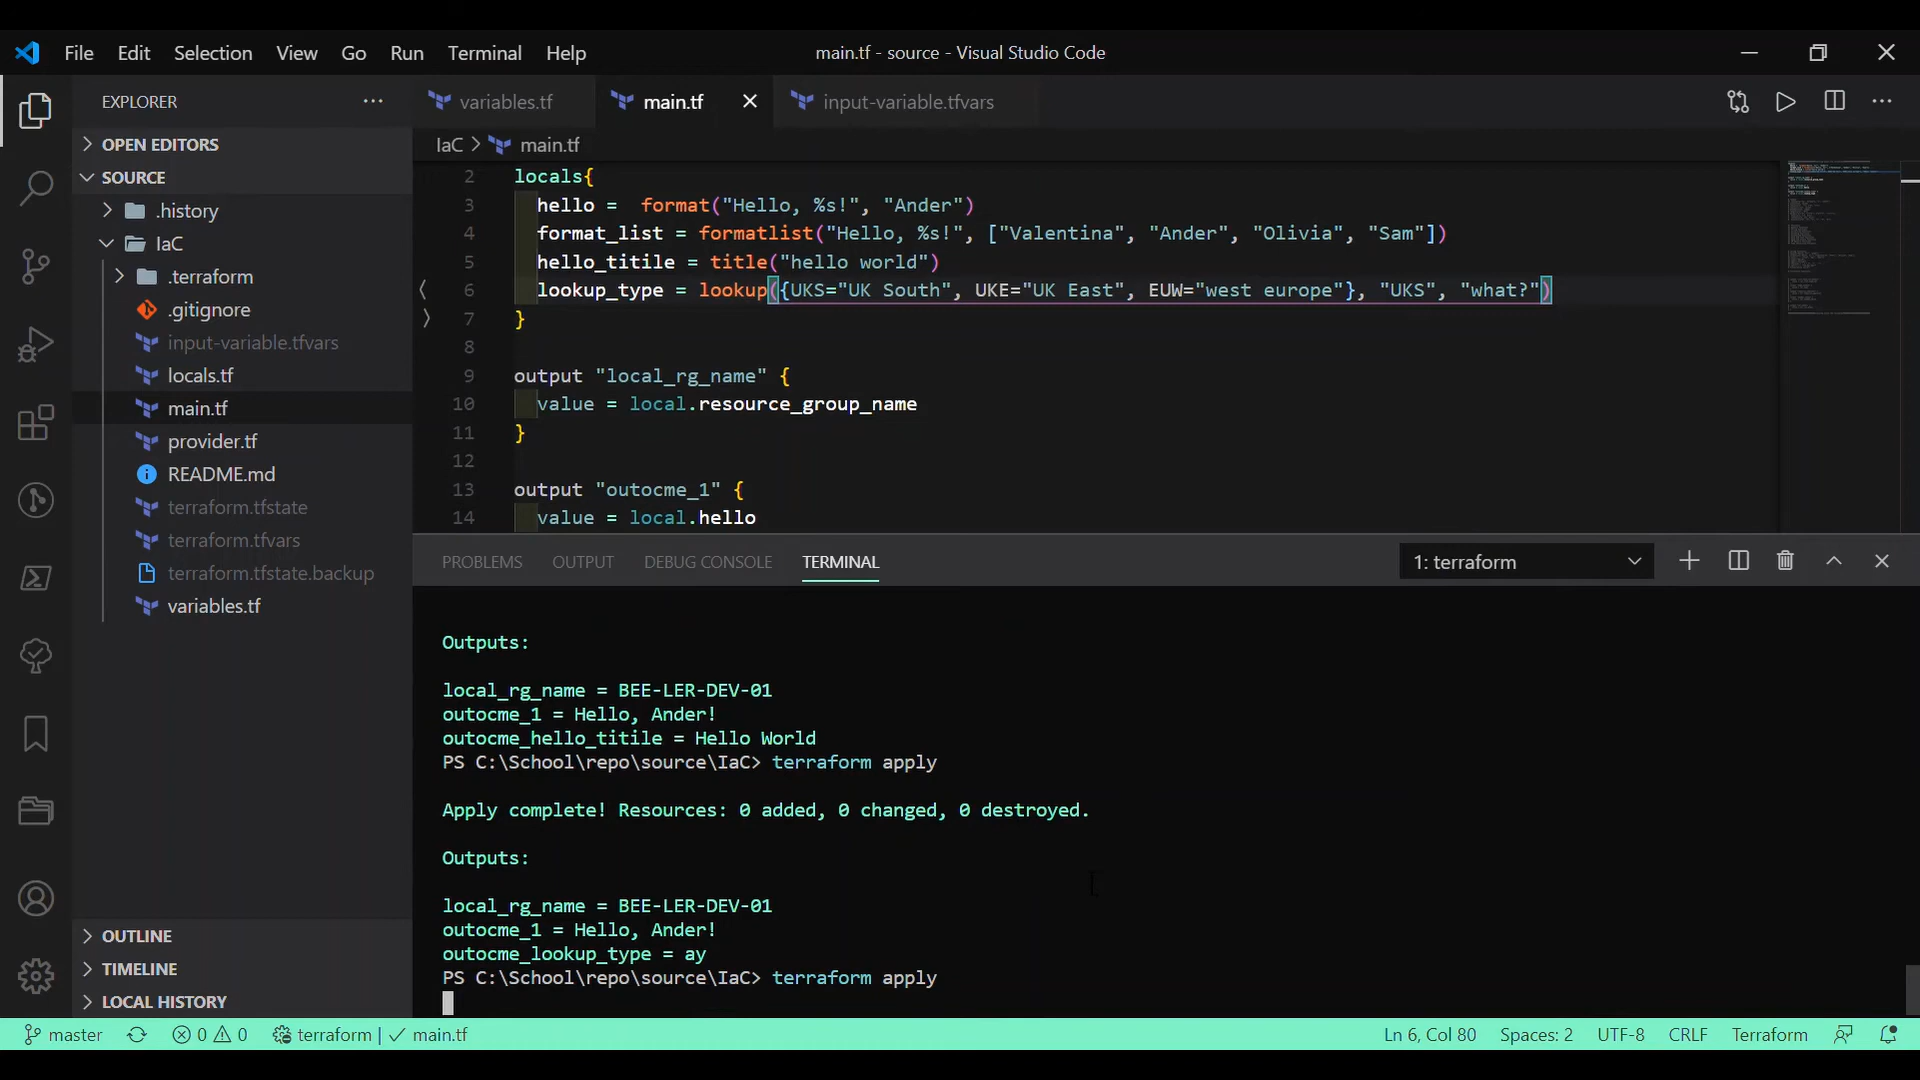 File Edit Selection View Go Run Terminal Help
main.tf - source - Visual Studio Code
EXPLORER
OPEN EDITORS
SOURCE
.history
IaC
.terraform
.gitignore
input-variable.tfvars
locals.tf
main.tf
provider.tf
README.md
terraform.tfstate
terraform.tfvars
terraform.tfstate.backup
variables.tf
OUTLINE
TIMELINE
LOCAL HISTORY
variables.tf main.tf input-variable.tfvars
IaC > main.tf
2 locals{
3 hello =  format("Hello, %s!", "Ander")
4 format_list = formatlist("Hello, %s!", ["Valentina", "Ander", "Olivia", "Sam"])
5 hello_titile = title("hello world")
6 lookup_type = lookup({UKS="UK South", UKE="UK East", EUW="west europe"}, "UKS", "what?")
7 }
8
9 output "local_rg_name" {
10 value = local.resource_group_name
11 }
12
13 output "outocme_1" {
14 value = local.hello
PROBLEMS OUTPUT DEBUG CONSOLE TERMINAL 1: terraform
Outputs:
local_rg_name = BEE-LER-DEV-01
outocme_1 = Hello, Ander!
outocme_hello_titile = Hello World
PS C:\School\repo\source\IaC> terraform apply
Apply complete! Resources: 0 added, 0 changed, 0 destroyed.
Outputs:
local_rg_name = BEE-LER-DEV-01
outocme_1 = Hello, Ander!
outocme_lookup_type = ay
PS C:\School\repo\source\IaC> terraform apply
master 0 0 terraform | ✓ main.tf Ln 6, Col 80 Spaces: 2 UTF-8 CRLF Terraform